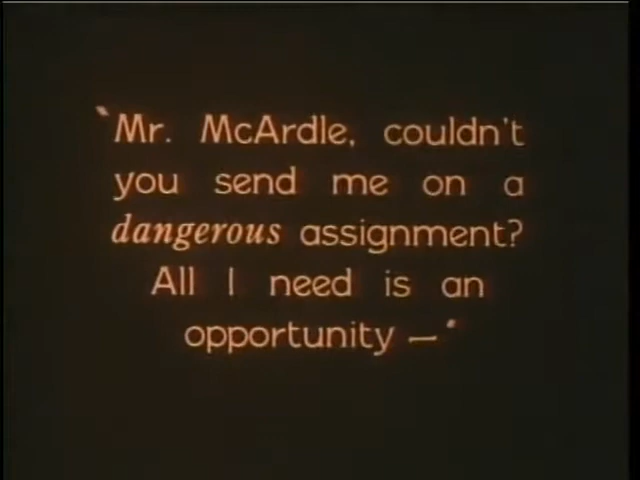 "Mr. McArdle, couldn't
you send me on a
dangerous assignment?
All I need is an
opportunity —"